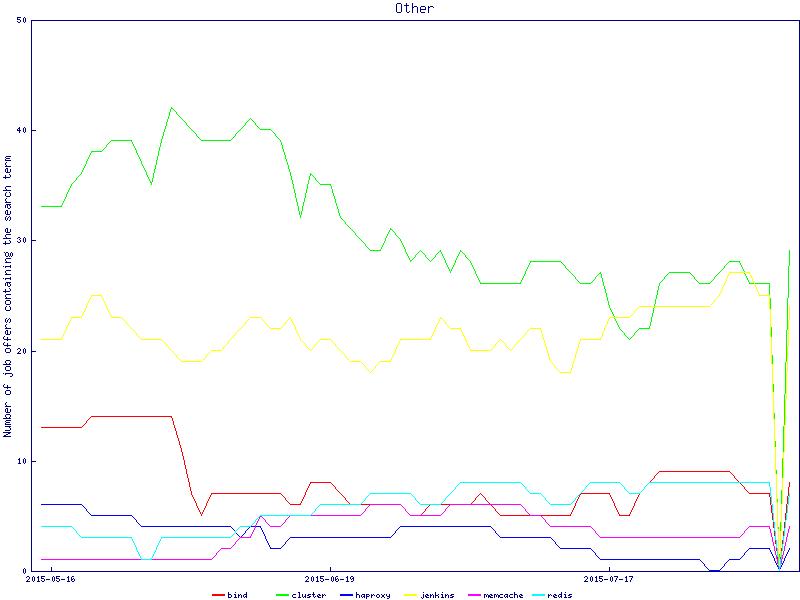 Other
Number of job offers containing the search term
50
40
30
20
10
0
2015-05-16 2015-06-19 2015-07-17
bind cluster haproxy jenkins memcache redis